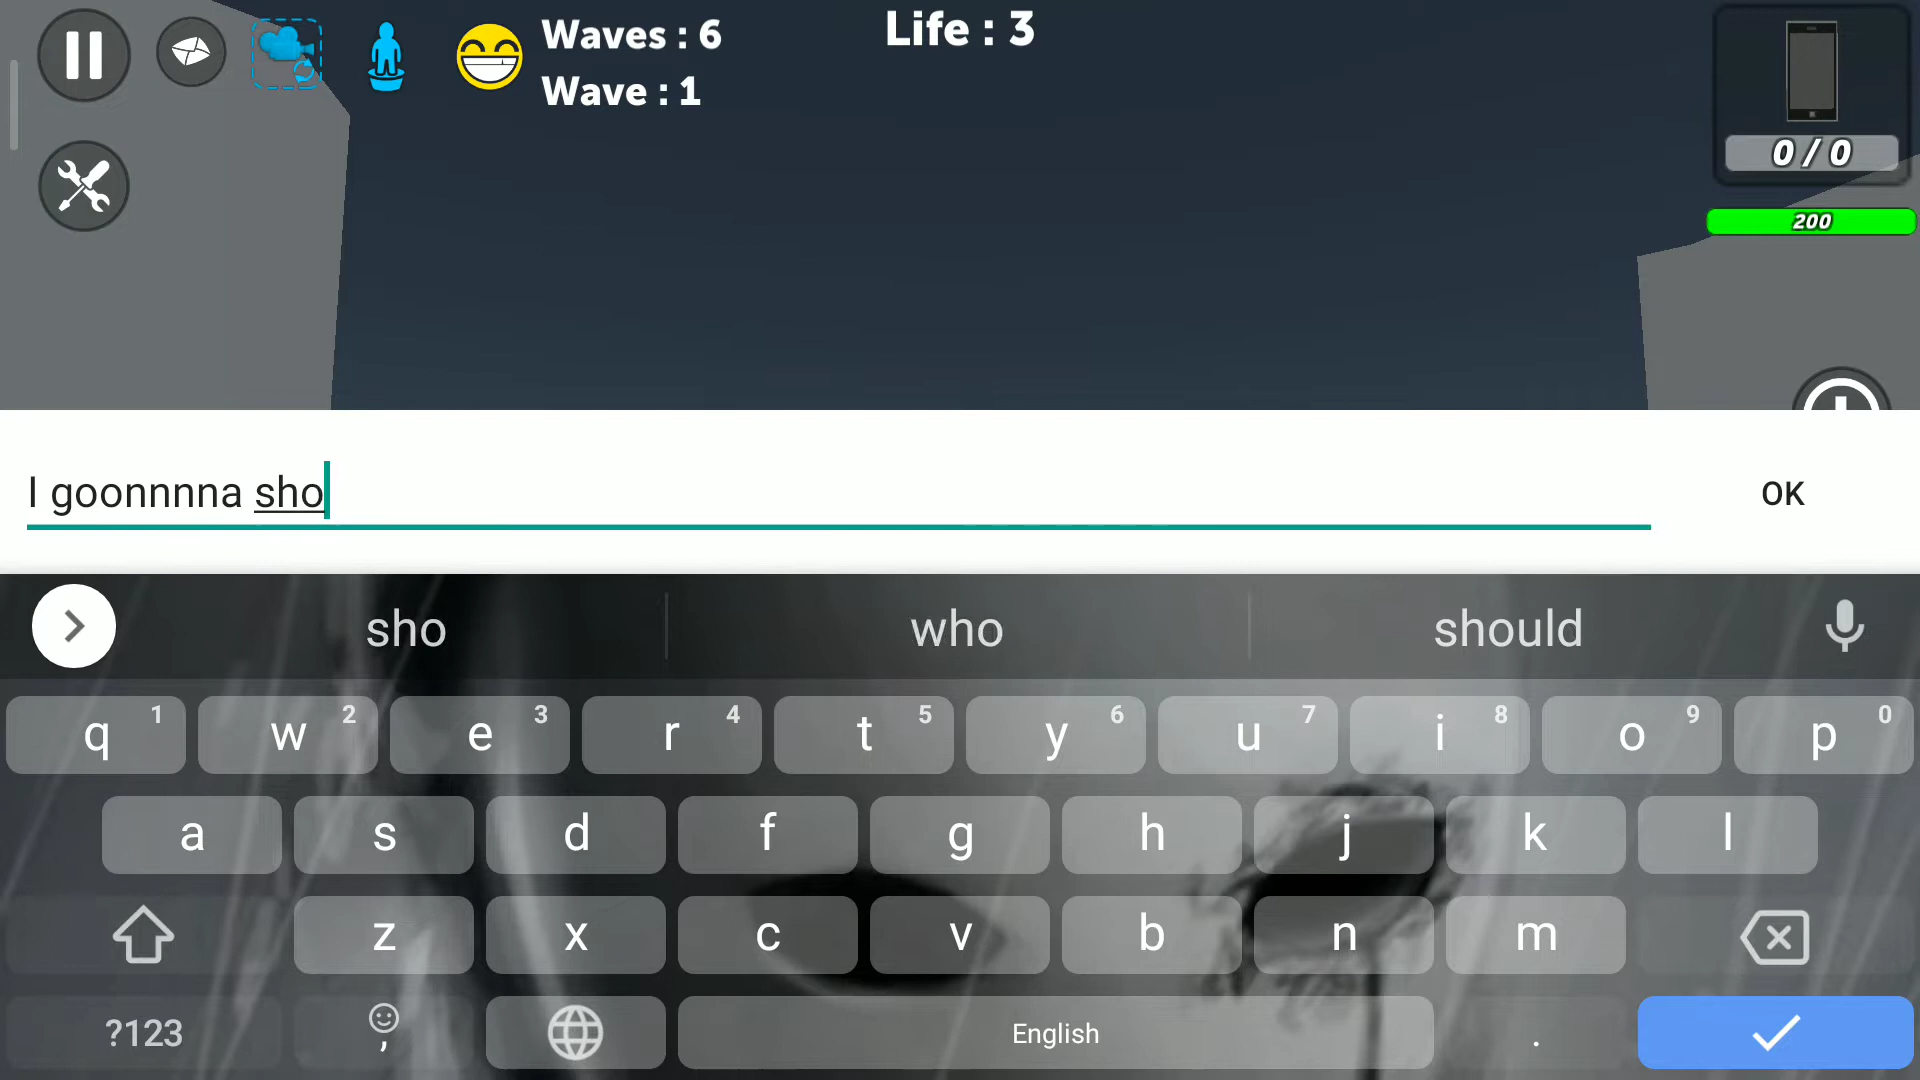 Waves : 6
Life : 3
Wave : 1
0 / 0
200
I goonnnna sho
OK
sho who should
q 1 w 2 e 3 r 4 t 5 y 6 u 7 i 8 o 9 p 0
a s d f g h j k l
z x c v b n m
?123 , English .